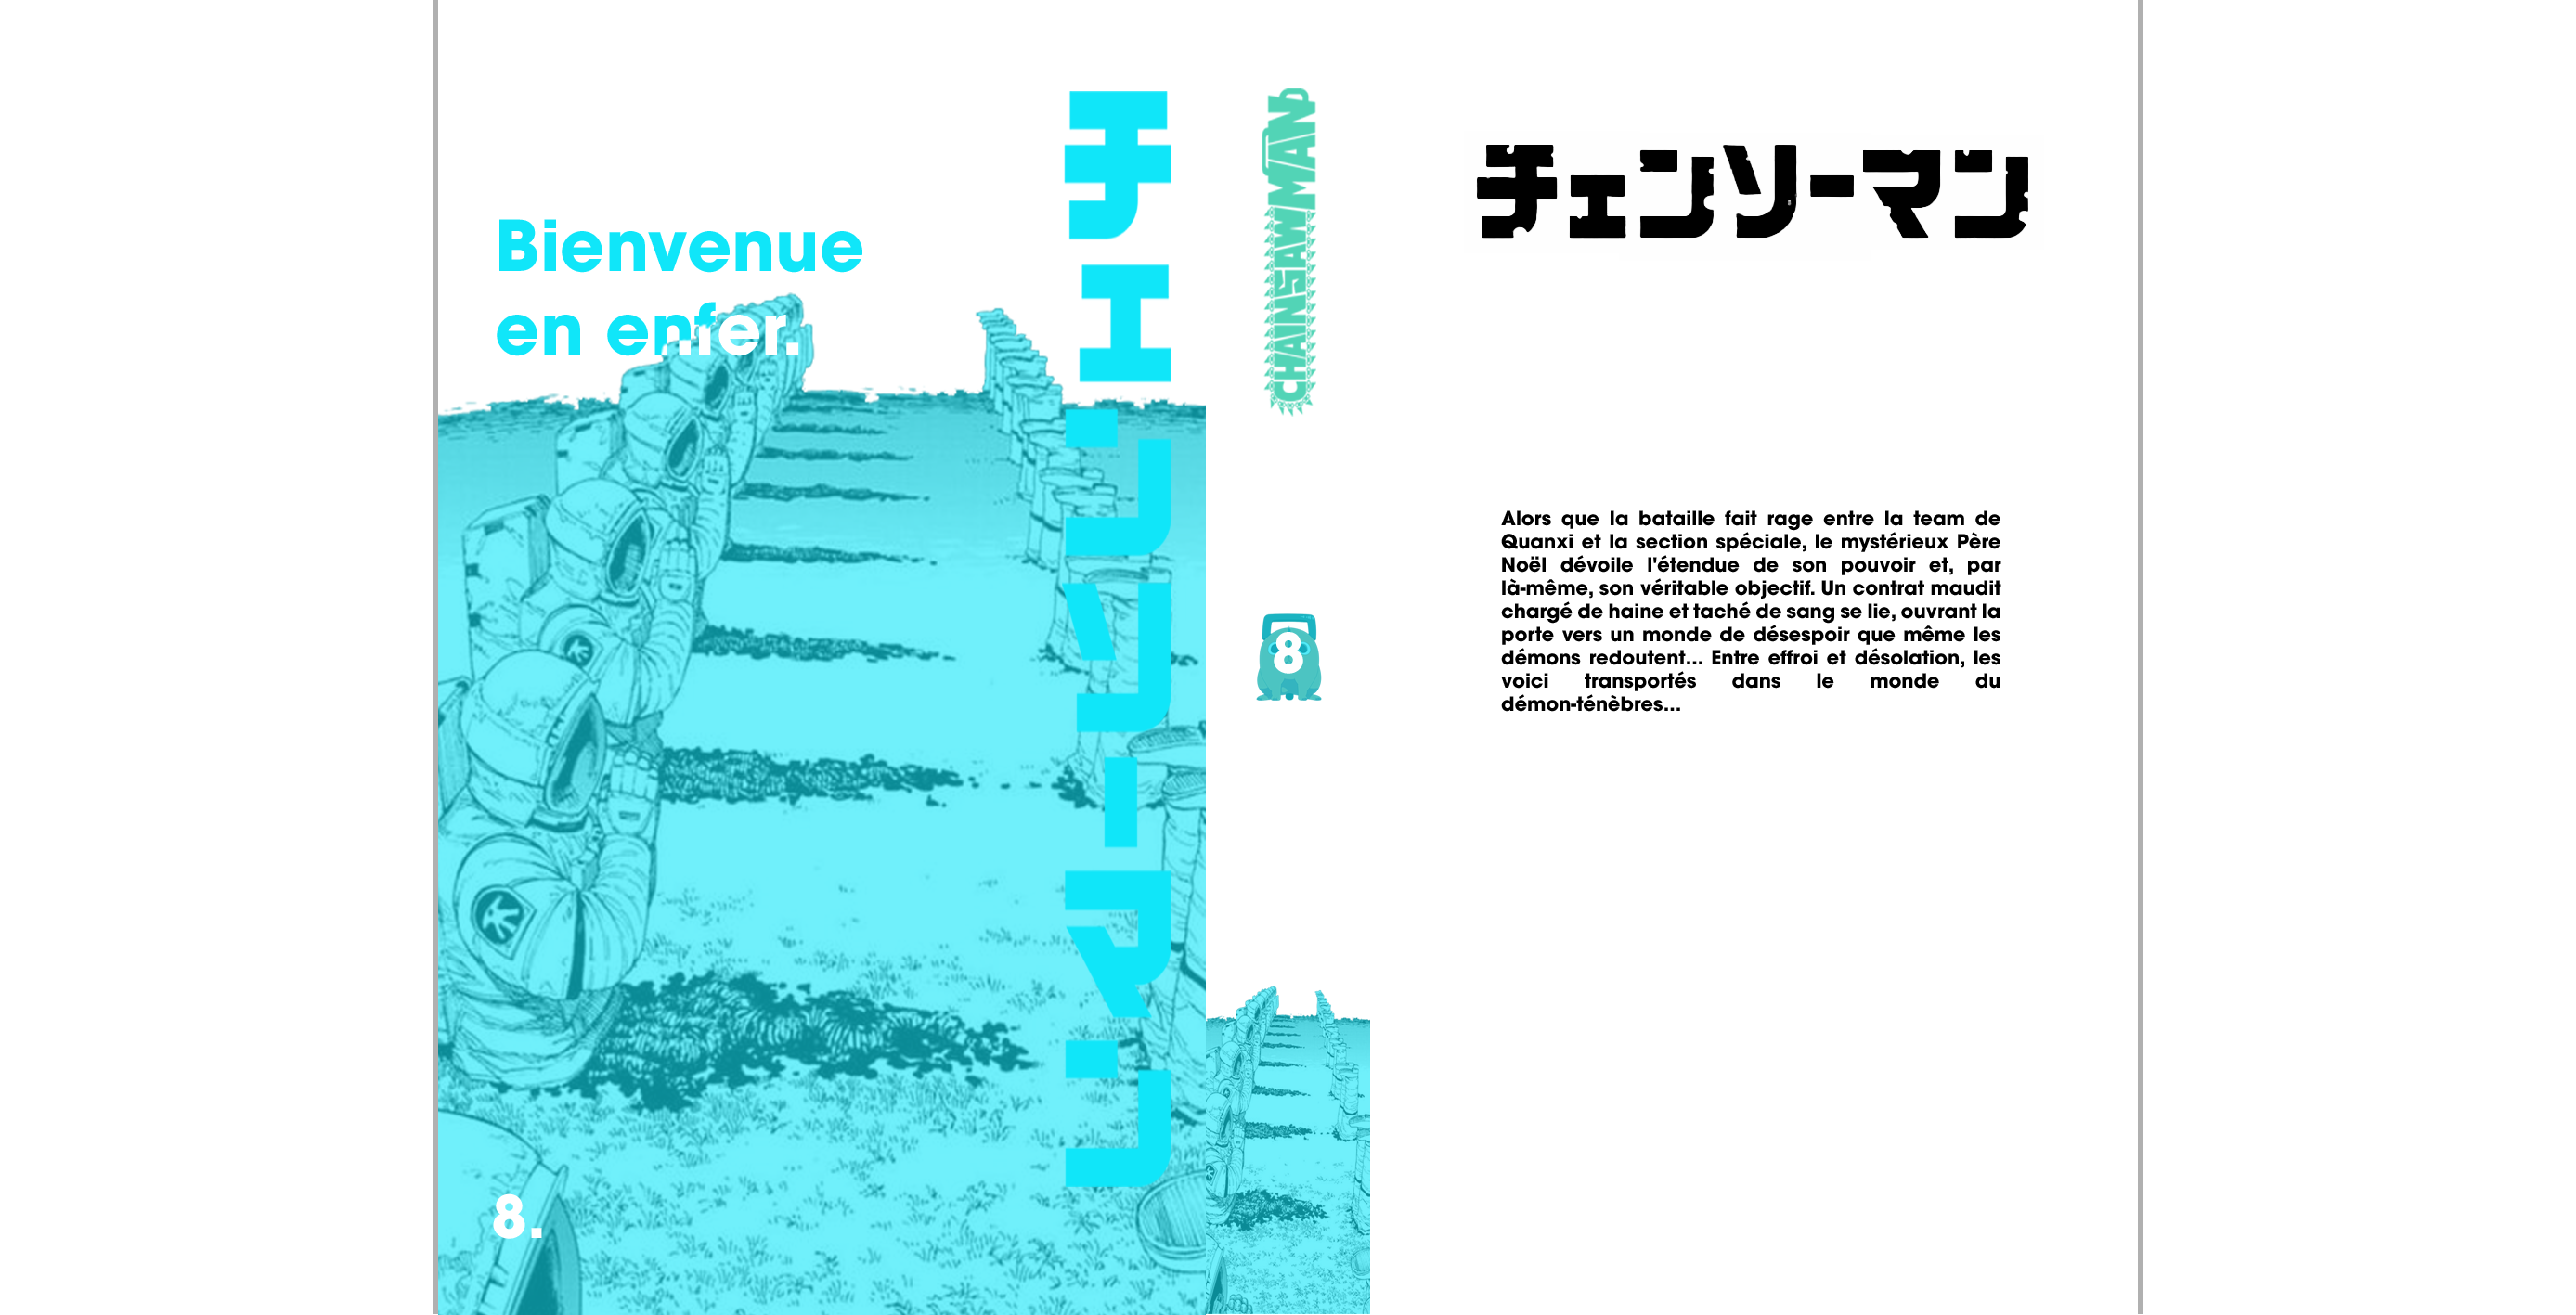 Bienvenue
en enfer.
チェンソーマン
8.
CHAINSAWMAN
8
チェンソーマン
Alors que la bataille fait rage entre la team de
Quanxi et la section spéciale, le mystérieux Père
Noël dévoile l'étendue de son pouvoir et, par
là-même, son véritable objectif. Un contrat maudit
chargé de haine et taché de sang se lie, ouvrant la
porte vers un monde de désespoir que même les
démons redoutent... Entre effroi et désolation, les
voici transportés dans le monde du
démon-ténèbres...